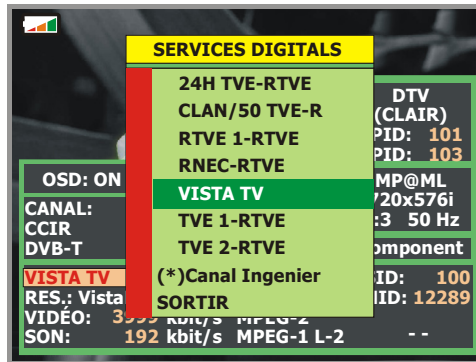 SERVICES DIGITALS
24H TVE-RTVE
CLAN/50 TVE-R
RTVE 1-RTVE
RNEC-RTVE
VISTA TV
TVE 1-RTVE
TVE 2-RTVE
(*)Canal Ingenier
SORTIR
DTV
(CLAIR)
PID: 101
PID: 103
OSD: ON
MP@ML
720x576i
:3 50 Hz
CANAL:
CCIR
DVB-T
omponent
VISTA TV
ID: 100
RES.: Vista
NID: 12289
VIDÉO: 3999 kbit/s MPEG-2
SON: 192 kbit/s MPEG-1 L-2 - -